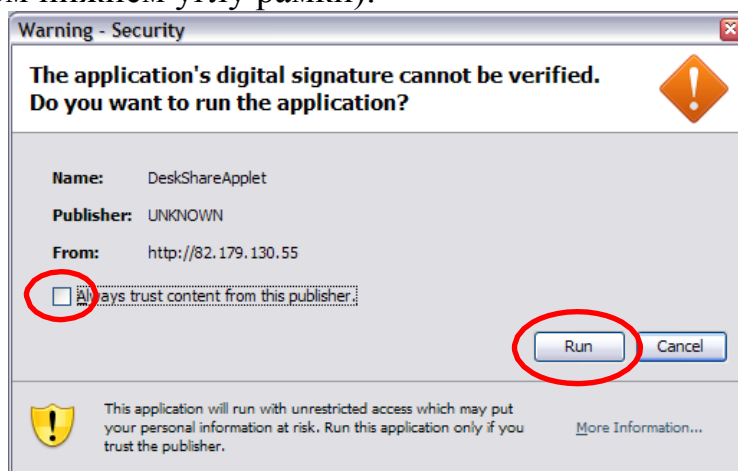 нижнем углу рамки).
Warning - Security
The application's digital signature cannot be verified.
Do you want to run the application?
Name: DeskShareApplet
Publisher: UNKNOWN
From: http://82.179.130.55
Always trust content from this publisher.
Run Cancel
This application will run with unrestricted access which may put
your personal information at risk. Run this application only if you
trust the publisher.
More Information...